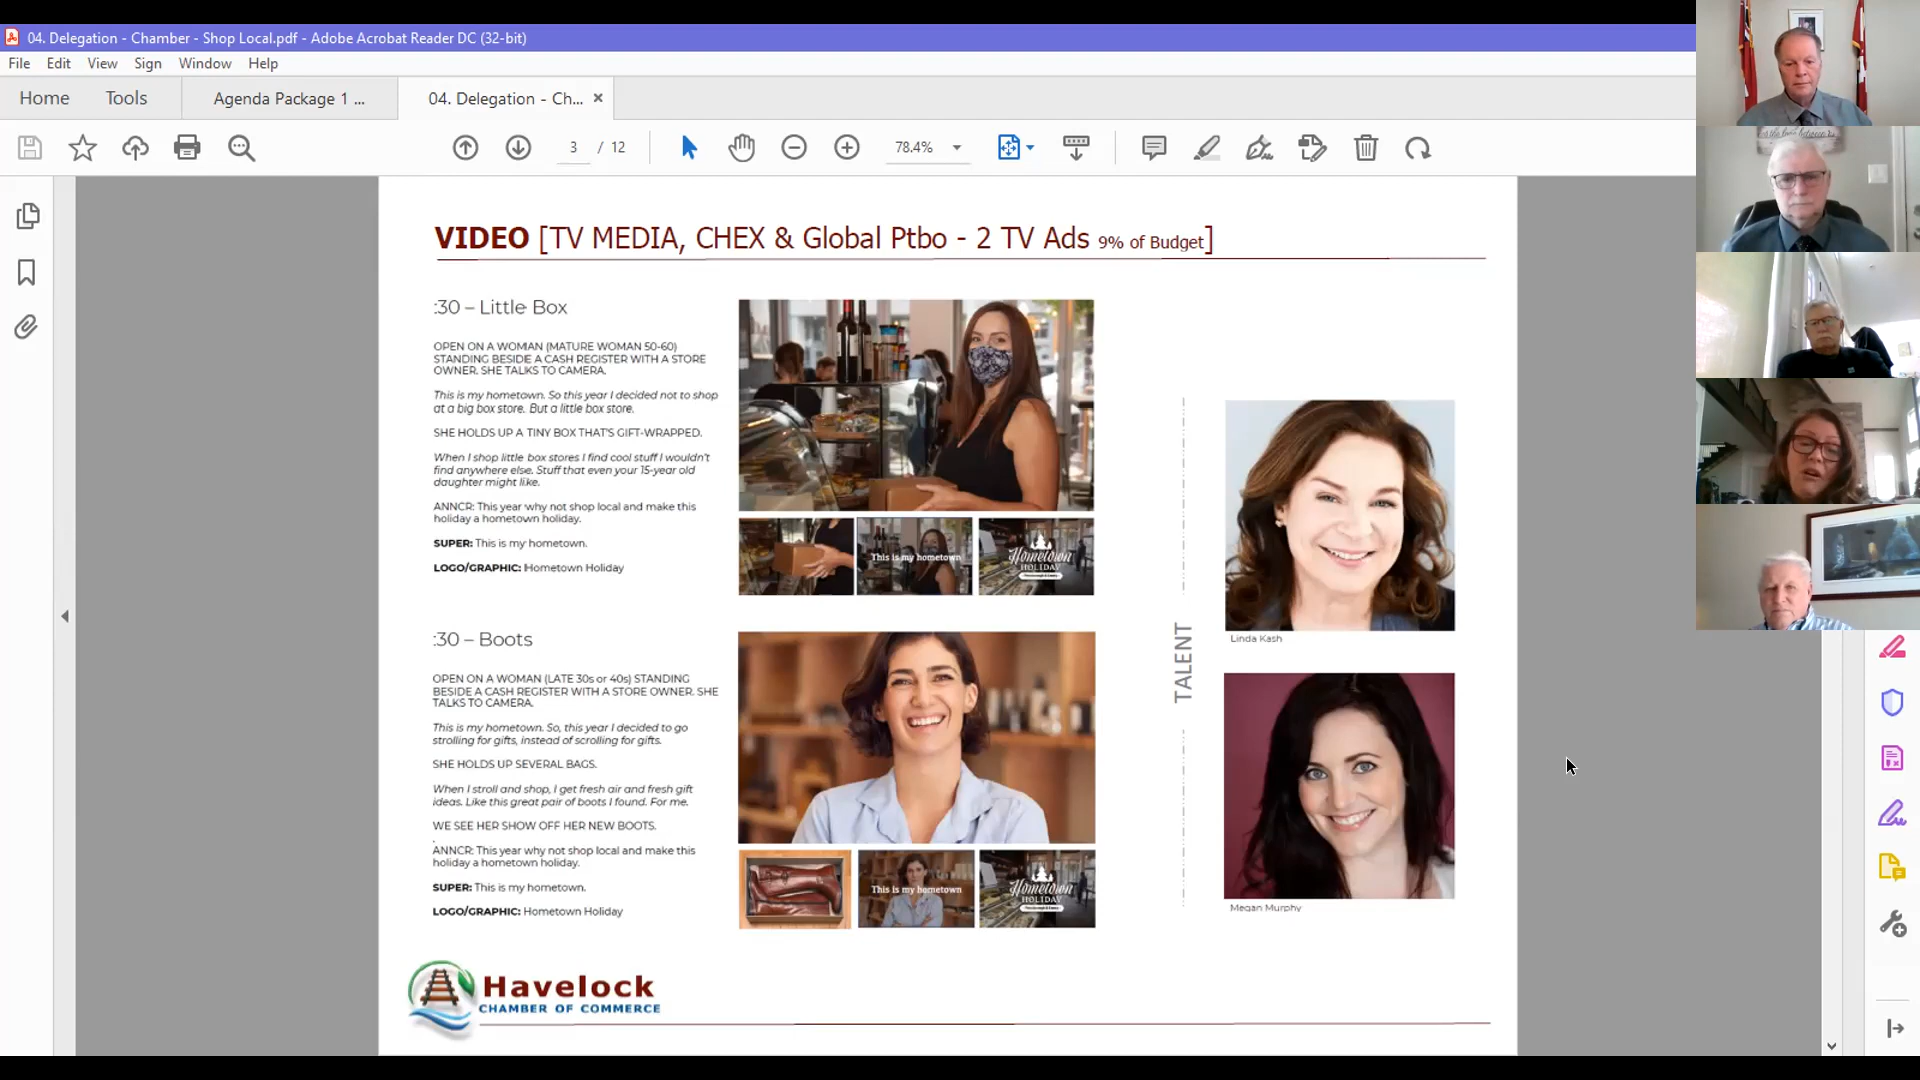 04. Delegation - Chamber - Shop Local.pdf - Adobe Acrobat Reader DC (32-bit)
File Edit View Sign Window Help
Home Tools Agenda Package 1 ... 04. Delegation - Ch...
3 / 12 78.4%
VIDEO [TV MEDIA, CHEX & Global Ptbo - 2 TV Ads 9% of Budget]
:30 – Little Box
OPEN ON A WOMAN (MATURE WOMAN 50-60)
STANDING BESIDE A CASH REGISTER WITH A STORE
OWNER. SHE TALKS TO CAMERA.
This is my hometown. So this year I decided not to shop
at a big box store. But a little box store.
SHE HOLDS UP A TINY BOX THAT'S GIFT-WRAPPED.
When I shop little box stores I find cool stuff I wouldn't
find anywhere else. Stuff that even your 15-year old
daughter might like.
ANNCR: This year why not shop local and make this
holiday a hometown holiday.
SUPER: This is my hometown.
LOGO/GRAPHIC: Hometown Holiday
This is my hometown
Hometown
HOLIDAY
:30 – Boots
OPEN ON A WOMAN (LATE 30s or 40s) STANDING
BESIDE A CASH REGISTER WITH A STORE OWNER. SHE
TALKS TO CAMERA.
This is my hometown. So, this year I decided to go
strolling for gifts, instead of scrolling for gifts.
SHE HOLDS UP SEVERAL BAGS.
When I stroll and shop, I get fresh air and fresh gift
ideas. Like this great pair of boots I found. For me.
WE SEE HER SHOW OFF HER NEW BOOTS.
ANNCR: This year why not shop local and make this
holiday a hometown holiday.
SUPER: This is my hometown.
LOGO/GRAPHIC: Hometown Holiday
This is my hometown
Hometown
HOLIDAY
TALENT
Linda Kash
Megan Murphy
Havelock
CHAMBER OF COMMERCE